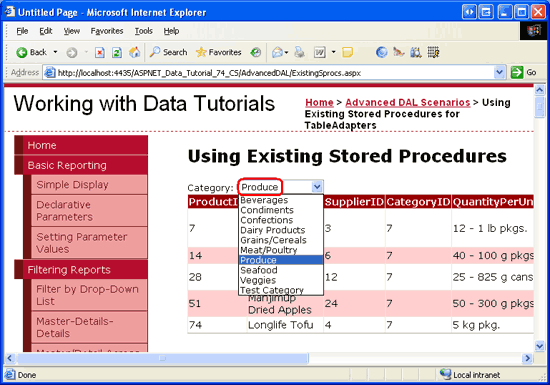 Untitled Page - Microsoft Internet Explorer
File Edit View Favorites Tools Help
Back Search Favorites
Address http://localhost:4435/ASPNET_Data_Tutorial_74_CS/AdvancedDAL/ExistingSprocs.aspx Go
Working with Data Tutorials
Home > Advanced DAL Scenarios > Using
Existing Stored Procedures for
TableAdapters
Home
Basic Reporting
Simple Display
Declarative
Parameters
Setting Parameter
Values
Filtering Reports
Filter by Drop-Down
List
Master-Details-
Details
Master/Detail Across
Using Existing Stored Procedures
Category: Produce
Beverages
Condiments
Confections
Dairy Products
Grains/Cereals
Meat/Poultry
Produce
Seafood
Veggies
Test Category
ProductID SupplierID CategoryID QuantityPerUn
7 3 7 12 - 1 lb pkgs.
14 6 7 40 - 100 g pkgs
28 12 7 25 - 825 g cans
51 Manjimup
Dried Apples 24 7 50 - 300 g pkgs
74 Longlife Tofu 4 7 5 kg pkg.
Done Local intranet